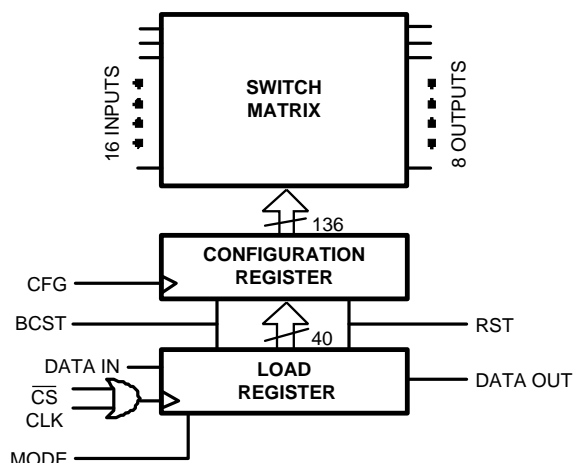 16 INPUTS
SWITCH
MATRIX
8 OUTPUTS
136
CONFIGURATION
REGISTER
CFG
BCST
RST
40
DATA IN
LOAD
REGISTER
DATA OUT
CS
CLK
MODE